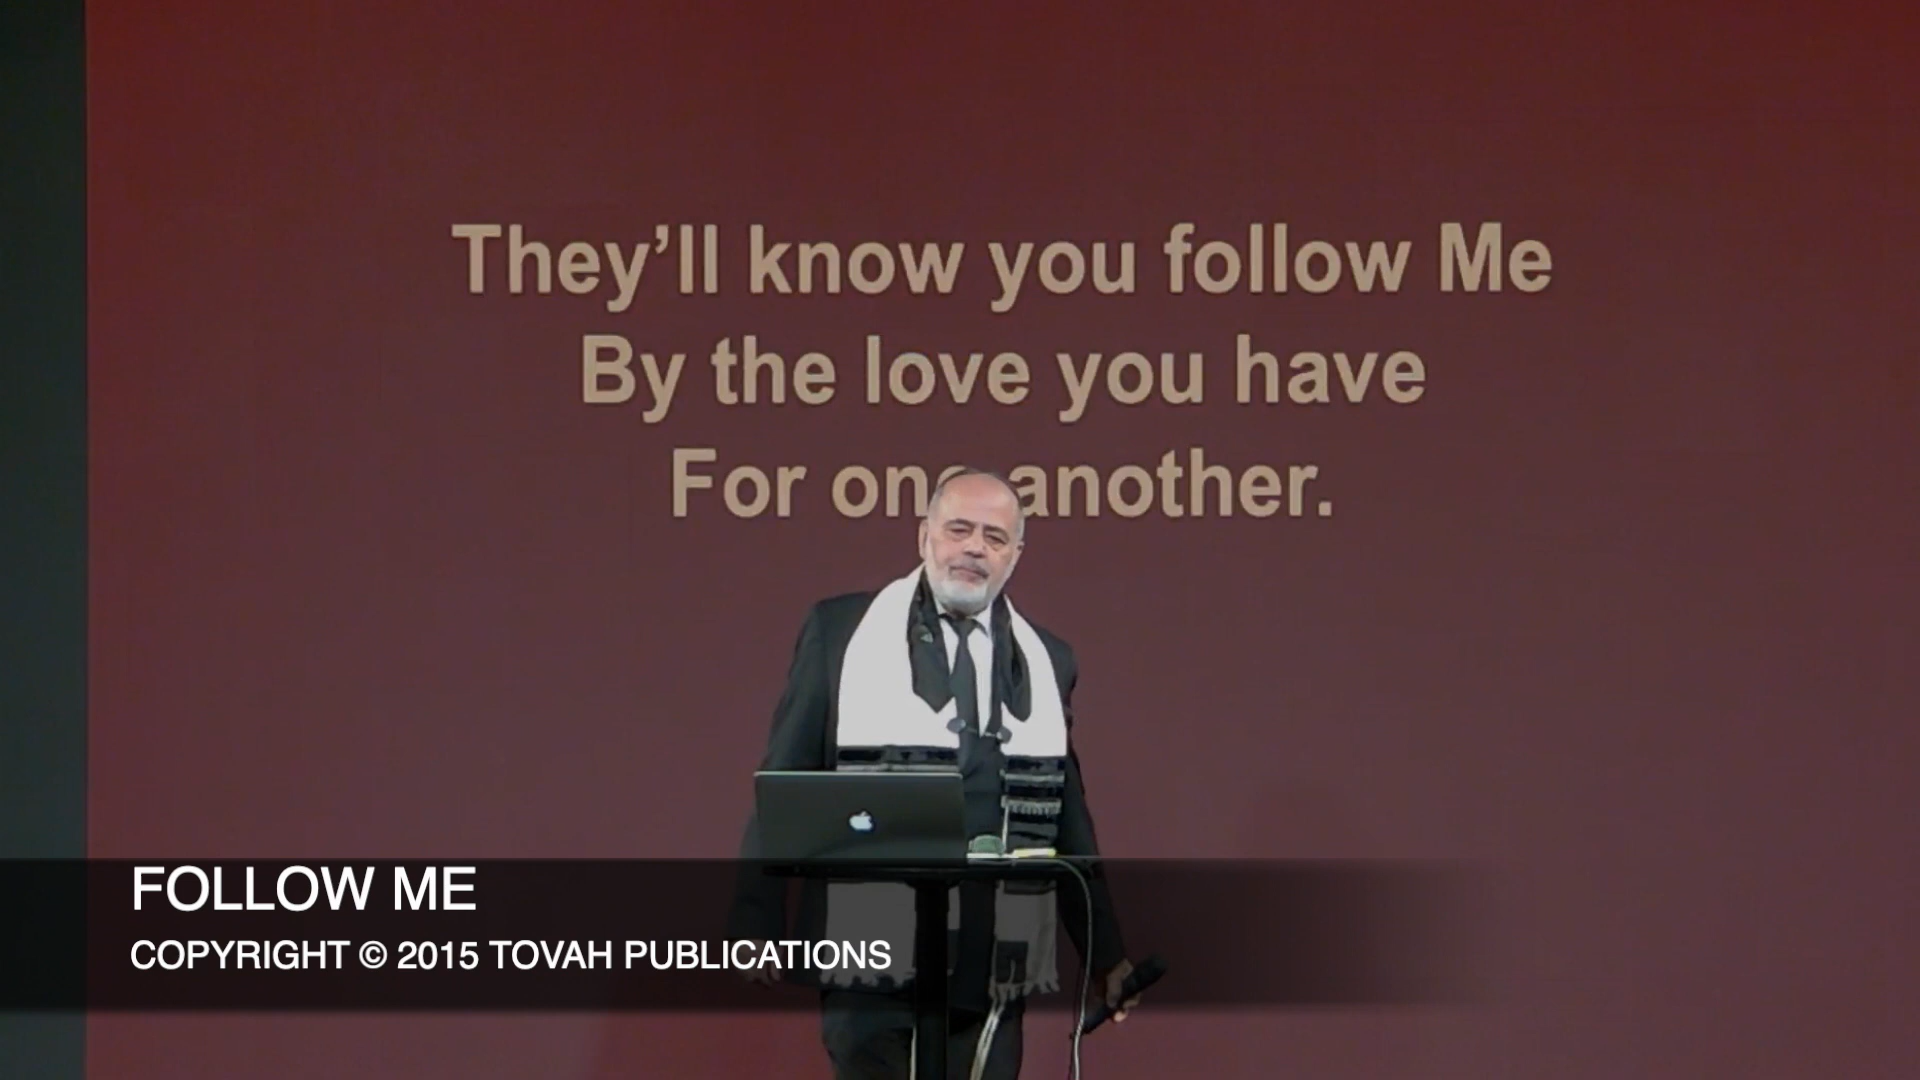 They'll know you follow Me
By the love you have
For one another.
FOLLOW ME
COPYRIGHT © 2015 TOVAH PUBLICATIONS